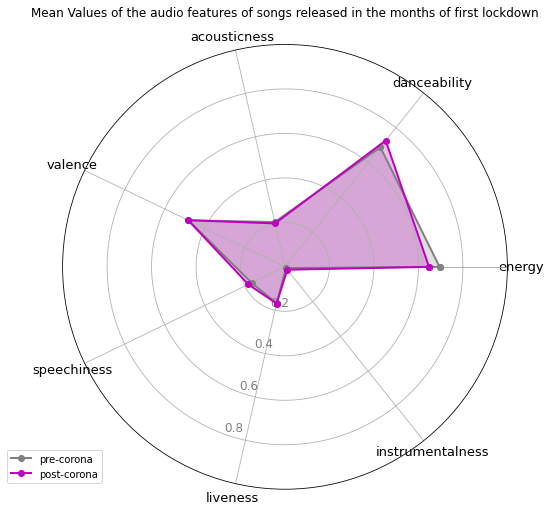 Mean Values of the audio features of songs released in the months of first lockdown
acousticness
danceability
valence
energy
0.2
0.4
speechiness
0.6
0.8
instrumentalness
pre-corona
post-corona
liveness